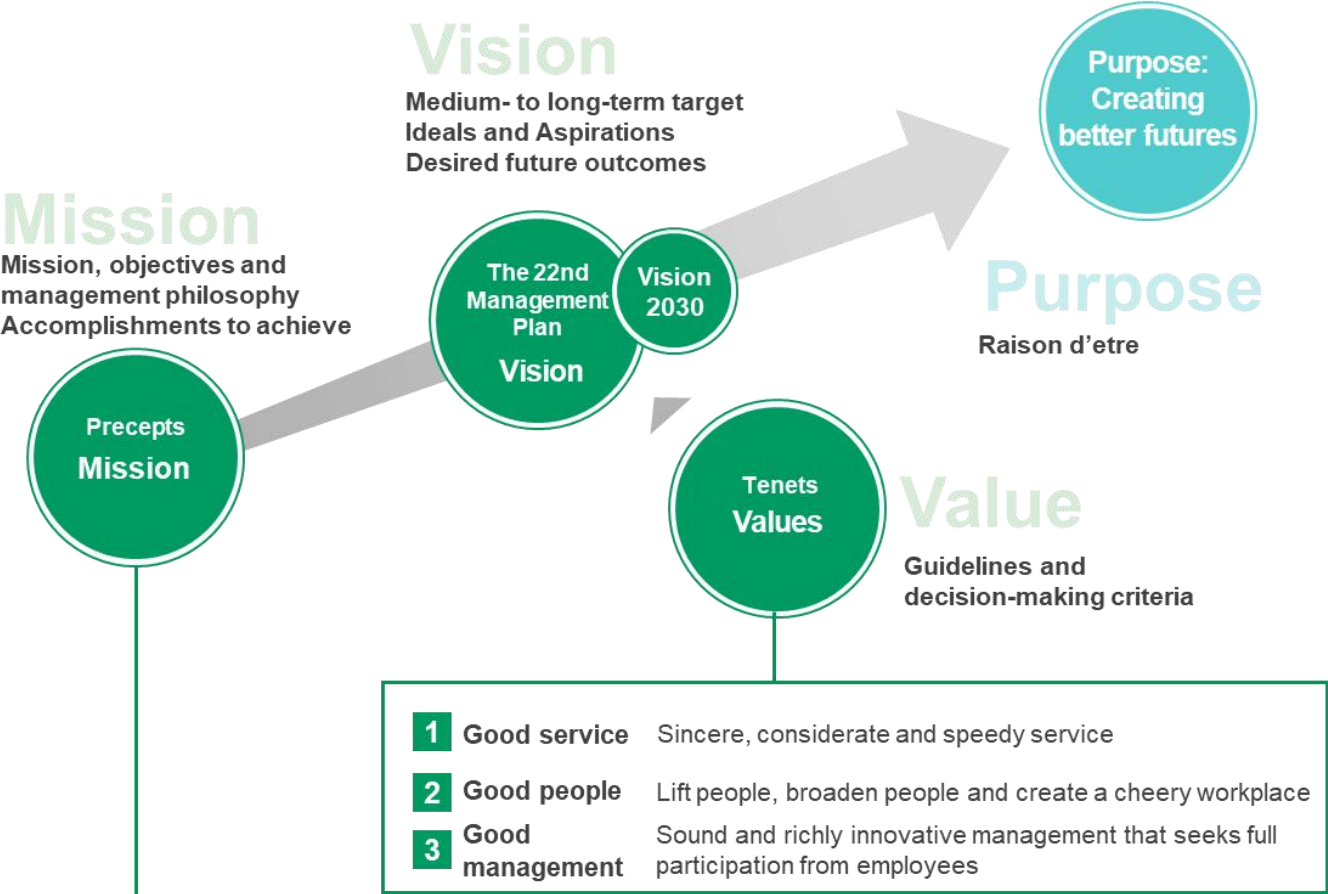 Vision
Medium- to long-term target
Ideals and Aspirations
Desired future outcomes
Purpose:
Creating
better futures
Mission
Mission, objectives and
management philosophy
Accomplishments to achieve
The 22nd
Management
Plan
Vision
Vision
2030
Purpose
Raison d’etre
Precepts
Mission
Tenets
Values
Value
Guidelines and
decision-making criteria
1 Good service Sincere, considerate and speedy service
2 Good people Lift people, broaden people and create a cheery workplace
3 Good
management
Sound and richly innovative management that seeks full
participation from employees